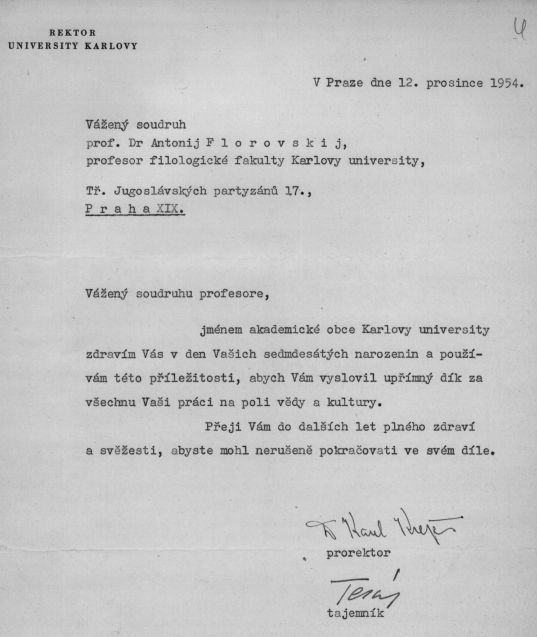 REKTOR
UNIVERSITY KARLOVY
4
V Praze dne 12. prosince 1954.
Vážený soudruh
prof. Dr Antonij F l o r o v s k i j,
profesor filologické fakulty Karlovy university,
Tř. Jugoslávských partyzánů 17.,
P r a h a XIX.
Vážený soudruhu profesore,
jménem akademické obce Karlovy university
zdravím Vás v den Vašich sedmdesátých narozenin a použí-
vám této příležitosti, abych Vám vyslovil upřímný dík za
všechnu Vaši práci na poli vědy a kultury.
Přeji Vám do dalších let plného zdraví
a svěžesti, abyste mohl nerušeně pokračovati ve svém díle.
prorektor
tajemník